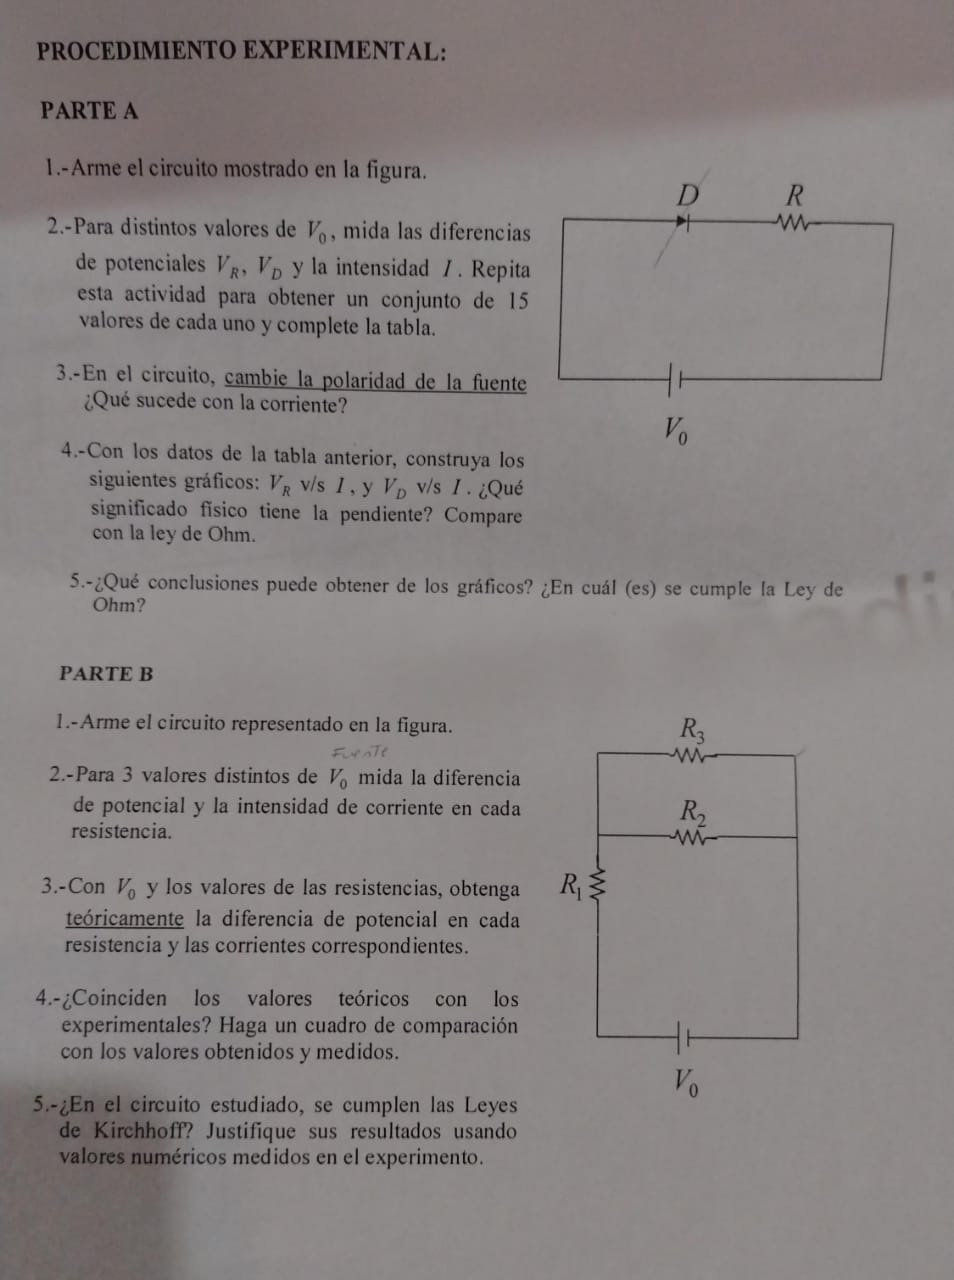 PROCEDIMIENTO EXPERIMENTAL:
PARTE A
1.-Arme el circuito mostrado en la figura.
2.-Para distintos valores de V₀, mida las diferencias
de potenciales V_R, V_D y la intensidad I. Repita
esta actividad para obtener un conjunto de 15
valores de cada uno y complete la tabla.
3.-En el circuito, cambie la polaridad de la fuente
¿Qué sucede con la corriente?
4.-Con los datos de la tabla anterior, construya los
siguientes gráficos: V_R v/s I, y V_D v/s I. ¿Qué
significado físico tiene la pendiente? Compare
con la ley de Ohm.
D R
V₀
5.-¿Qué conclusiones puede obtener de los gráficos? ¿En cuál (es) se cumple la Ley de
Ohm?
PARTE B
1.-Arme el circuito representado en la figura.
Fuente
2.-Para 3 valores distintos de V₀ mida la diferencia
de potencial y la intensidad de corriente en cada
resistencia.
3.-Con V₀ y los valores de las resistencias, obtenga
teóricamente la diferencia de potencial en cada
resistencia y las corrientes correspondientes.
4.-¿Coinciden los valores teóricos con los
experimentales? Haga un cuadro de comparación
con los valores obtenidos y medidos.
5.-¿En el circuito estudiado, se cumplen las Leyes
de Kirchhoff? Justifique sus resultados usando
valores numéricos medidos en el experimento.
R₃
R₂
R₁
V₀